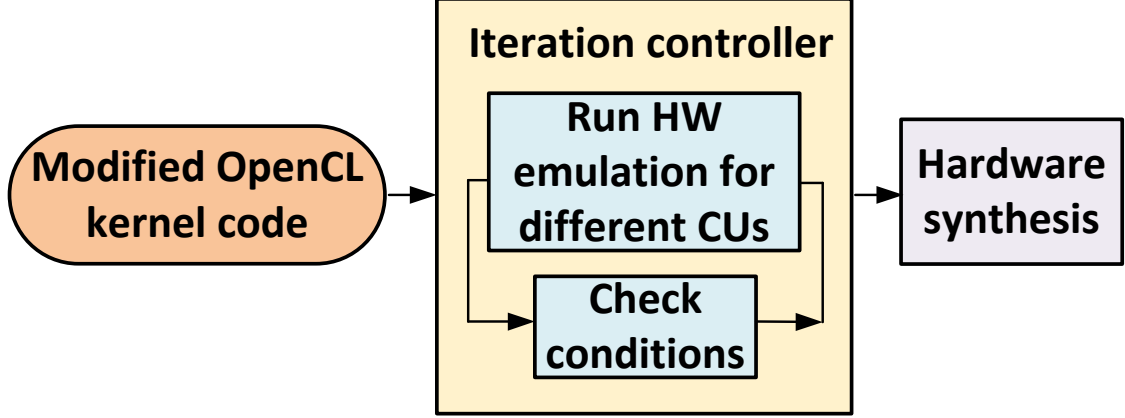 Modified OpenCL
kernel code
Iteration controller
Run HW
emulation for
different CUs
Check
conditions
Hardware
synthesis